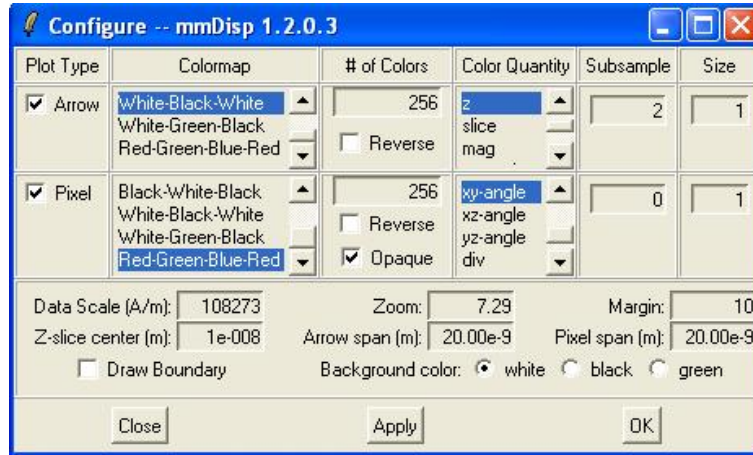 Configure -- mmDisp 1.2.0.3
Plot Type Colormap # of Colors Color Quantity Subsample Size
Arrow White-Black-White 256 z 2 1
White-Green-Black slice
Red-Green-Blue-Red Reverse mag
Pixel Black-White-Black 256 xy-angle 0 1
White-Black-White Reverse xz-angle
White-Green-Black yz-angle
Red-Green-Blue-Red Opaque div
Data Scale (A/m): 108273 Zoom: 7.29 Margin: 10
Z-slice center (m): 1e-008 Arrow span (m): 20.00e-9 Pixel span (m): 20.00e-9
Draw Boundary Background color: white black green
Close Apply OK